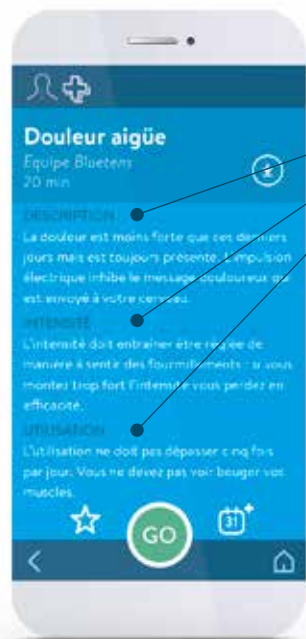 Douleur aigüe
Equipe Bluetens
20 min
DESCRIPTION
La douleur est moins forte que ces derniers
jours mais est toujours présente. L'impulsion
électrique inhibe le message douloureux qui
est envoyé à votre cerveau.
INTENSITÉ
L'intensité doit entrainer être réglée de
manière à sentir des fourmillements : si vous
montez trop fort l'intensité vous perdez en
efficacité.
UTILISATION
L'utilisation ne doit pas dépasser cinq fois
par jour. Vous ne devez pas voir bouger vos
muscles.
31
GO